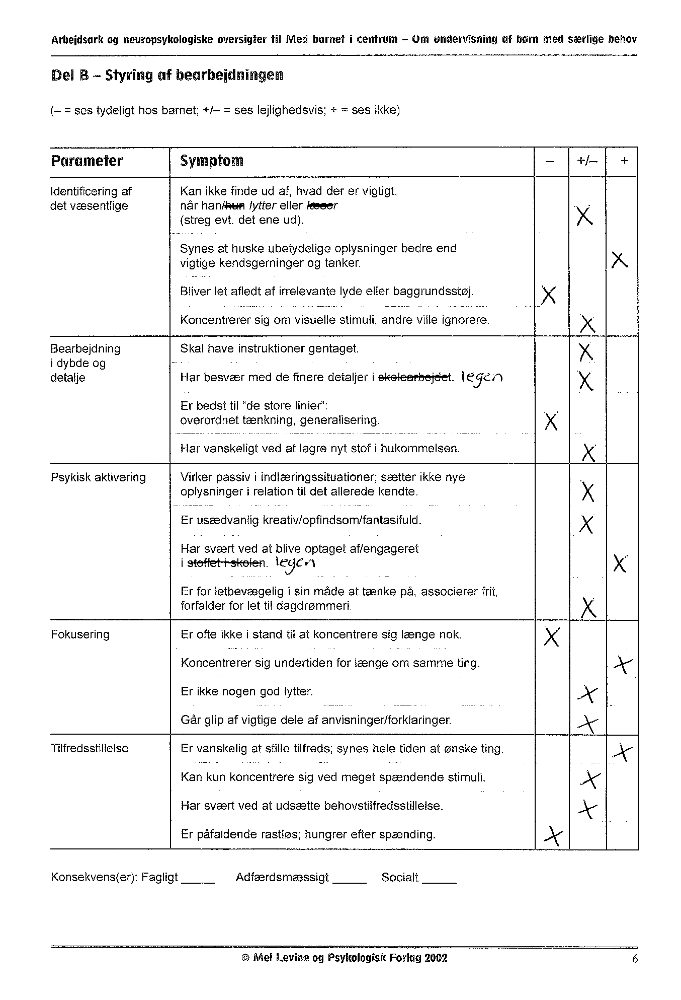 Arbejdsark og neuropsykologiske oversigter til Med barnet i centrum – Om undervisning af børn med særlige behov
Del B – Styring af bearbejdningen
(– = ses tydeligt hos barnet; +/– = ses lejlighedsvis; + = ses ikke)
Parameter Symptom – +/– +
Identificering af Kan ikke finde ud af, hvad der er vigtigt,
det væsentlige når han/hun lytter eller læser X
(streg evt. det ene ud).
Synes at huske ubetydelige oplysninger bedre end
vigtige kendsgerninger og tanker. X
Bliver let afledt af irrelevante lyde eller baggrundsstøj. X
Koncentrerer sig om visuelle stimuli, andre ville ignorere. X
Bearbejdning Skal have instruktioner gentaget. X
i dybde og
detalje Har besvær med de finere detaljer i skolearbejdet. legen X
Er bedst til "de store linier":
overordnet tænkning, generalisering. X
Har vanskeligt ved at lagre nyt stof i hukommelsen. X
Psykisk aktivering Virker passiv i indlæringssituationer; sætter ikke nye
oplysninger i relation til det allerede kendte. X
Er usædvanlig kreativ/opfindsom/fantasifuld. X
Har svært ved at blive optaget af/engageret
i stoffet i skolen. legen X
Er for letbevægelig i sin måde at tænke på, associerer frit,
forfalder for let til dagdrømmeri. X
Fokusering Er ofte ikke i stand til at koncentrere sig længe nok. X
Koncentrerer sig undertiden for længe om samme ting. X
Er ikke nogen god lytter. X
Går glip af vigtige dele af anvisninger/forklaringer. X
Tilfredsstillelse Er vanskelig at stille tilfreds; synes hele tiden at ønske ting. X
Kan kun koncentrere sig ved meget spændende stimuli. X
Har svært ved at udsætte behovstilfredsstillelse. X
Er påfaldende rastløs; hungrer efter spænding. X
Konsekvens(er): Fagligt _____ Adfærdsmæssigt _____ Socialt _____
© Mel Levine og Psykologisk Forlag 2002 6